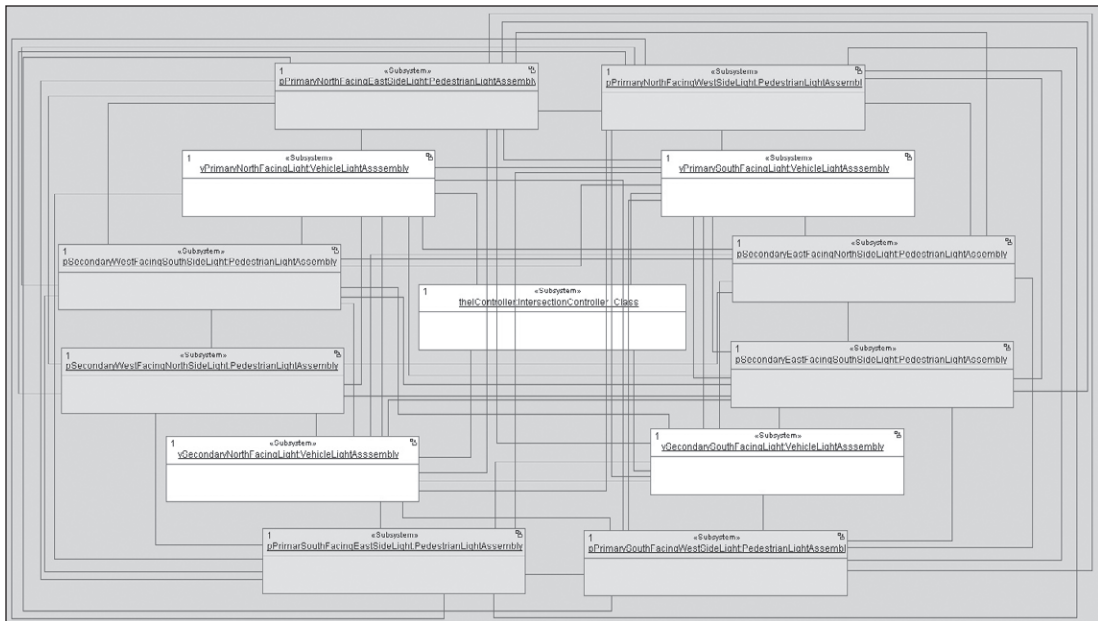 1 «Subsystem»
pPrimaryNorthFacingEastSideLight:PedestrianLightAssembly
1 «Subsystem»
pPrimaryNorthFacingWestSideLight:PedestrianLightAssembl
1 «Subsystem»
vPrimaryNorthFacingLight:VehicleLightAsssembly
1 «Subsystem»
vPrimarySouthFacingLight:VehicleLightAsssembly
1 «Subsystem»
pSecondaryWestFacingSouthSideLight:PedestrianLightAssembly
1 «Subsystem»
pSecondaryEastFacingNorthSideLight:PedestrianLightAssembly
1 «Subsystem»
theIController:IntersectionController_Class
1 «Subsystem»
pSecondaryWestFacingNorthSideLight:PedestrianLightAssembly
1 «Subsystem»
pSecondaryEastFacingSouthSideLight:PedestrianLightAssembly
1 «Subsystem»
vSecondaryNorthFacingLight:VehicleLightAsssembly
1 «Subsystem»
vSecondarySouthFacingLight:VehicleLightAsssembly
1 «Subsystem»
pPrimarSouthFacingEastSideLight:PedestrianLightAssembly
1 «Subsystem»
pPrimarySouthFacingWestSideLight:PedestrianLightAssembl